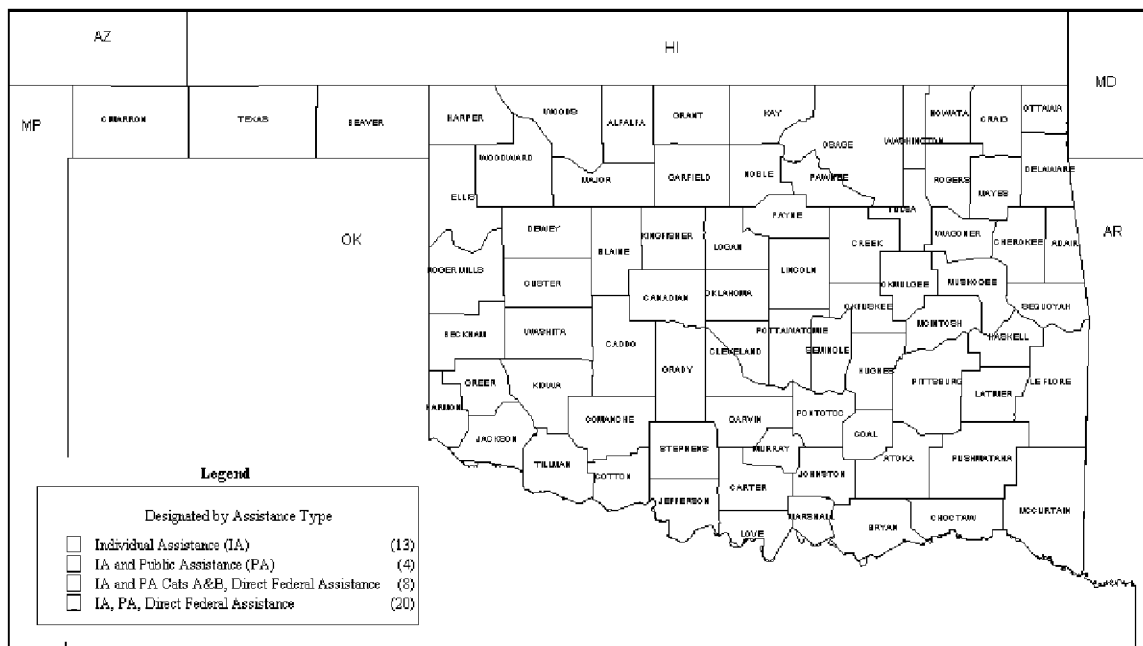 AZ
HI
MD
MP
CIMARRON
TEXAS
BEAVER
HARPER
WOODS
ALFALFA
GRANT
KAY
OSAGE
WASHINGTON
NOWATA
CRAIG
OTTAWA
WOODWARD
MAJOR
GARFIELD
NOBLE
PAWNEE
ROGERS
MAYES
DELAWARE
ELLIS
OK
DEWEY
BLAINE
KINGFISHER
LOGAN
PAYNE
CREEK
TULSA
WAGONER
CHEROKEE
ADAIR
AR
ROGER MILLS
CUSTER
CANADIAN
OKLAHOMA
LINCOLN
OKMULGEE
MUSKOGEE
SEQUOYAH
BECKHAM
WASHITA
CADDO
GRADY
CLEVELAND
POTTAWATOMIE
SEMINOLE
OKFUSKEE
MCINTOSH
HASKELL
GREER
KIOWA
HUGHES
PITTSBURG
LATIMER
LE FLORE
HARMON
JACKSON
COMANCHE
GARVIN
PONTOTOC
COAL
TILLMAN
COTTON
STEPHENS
MURRAY
JOHNSTON
ATOKA
PUSHMATAHA
JEFFERSON
CARTER
LOVE
MARSHALL
BRYAN
CHOCTAW
MCCURTAIN
Legend
Designated by Assistance Type
Individual Assistance (IA) (13)
IA and Public Assistance (PA) (4)
IA and PA Cats A&B, Direct Federal Assistance (8)
IA, PA, Direct Federal Assistance (20)